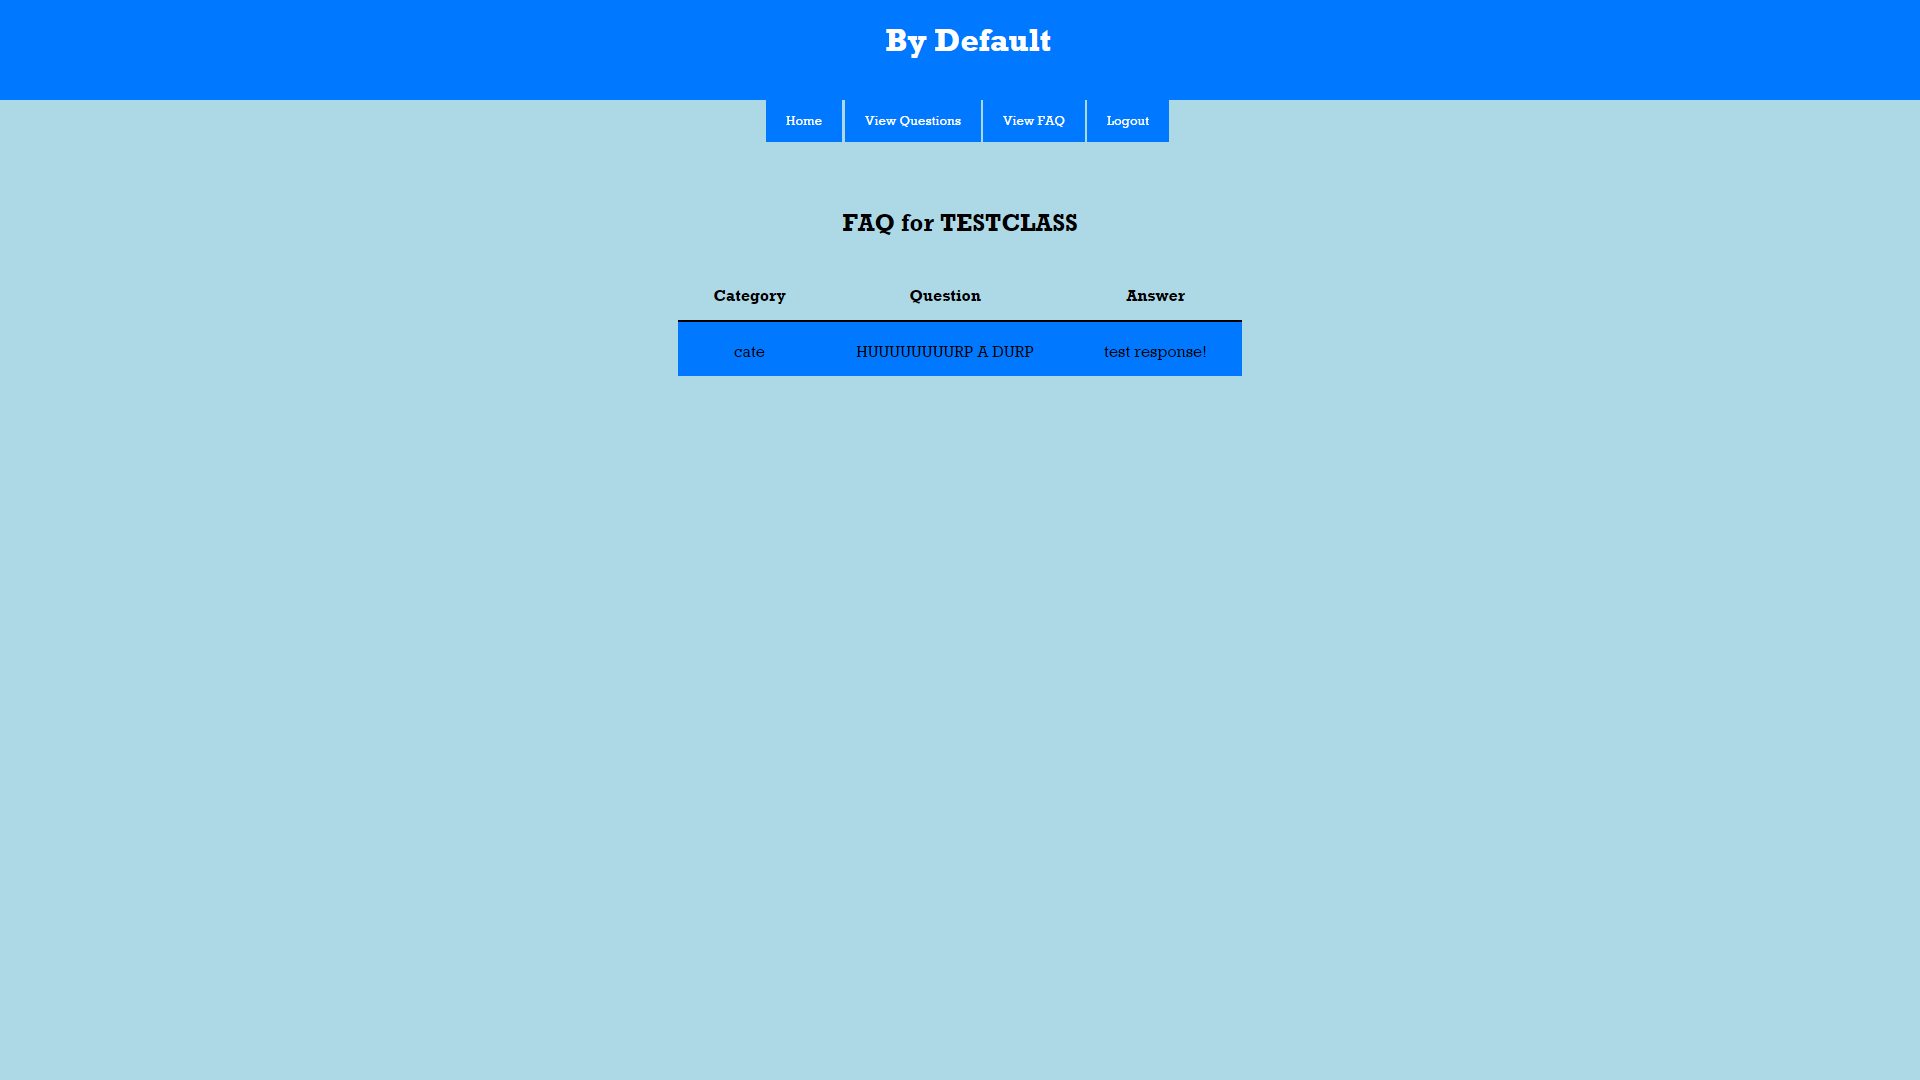 By Default
Home View Questions View FAQ Logout
FAQ for TESTCLASS
Category Question Answer
cate HUUUUUUUURP A DURP test response!